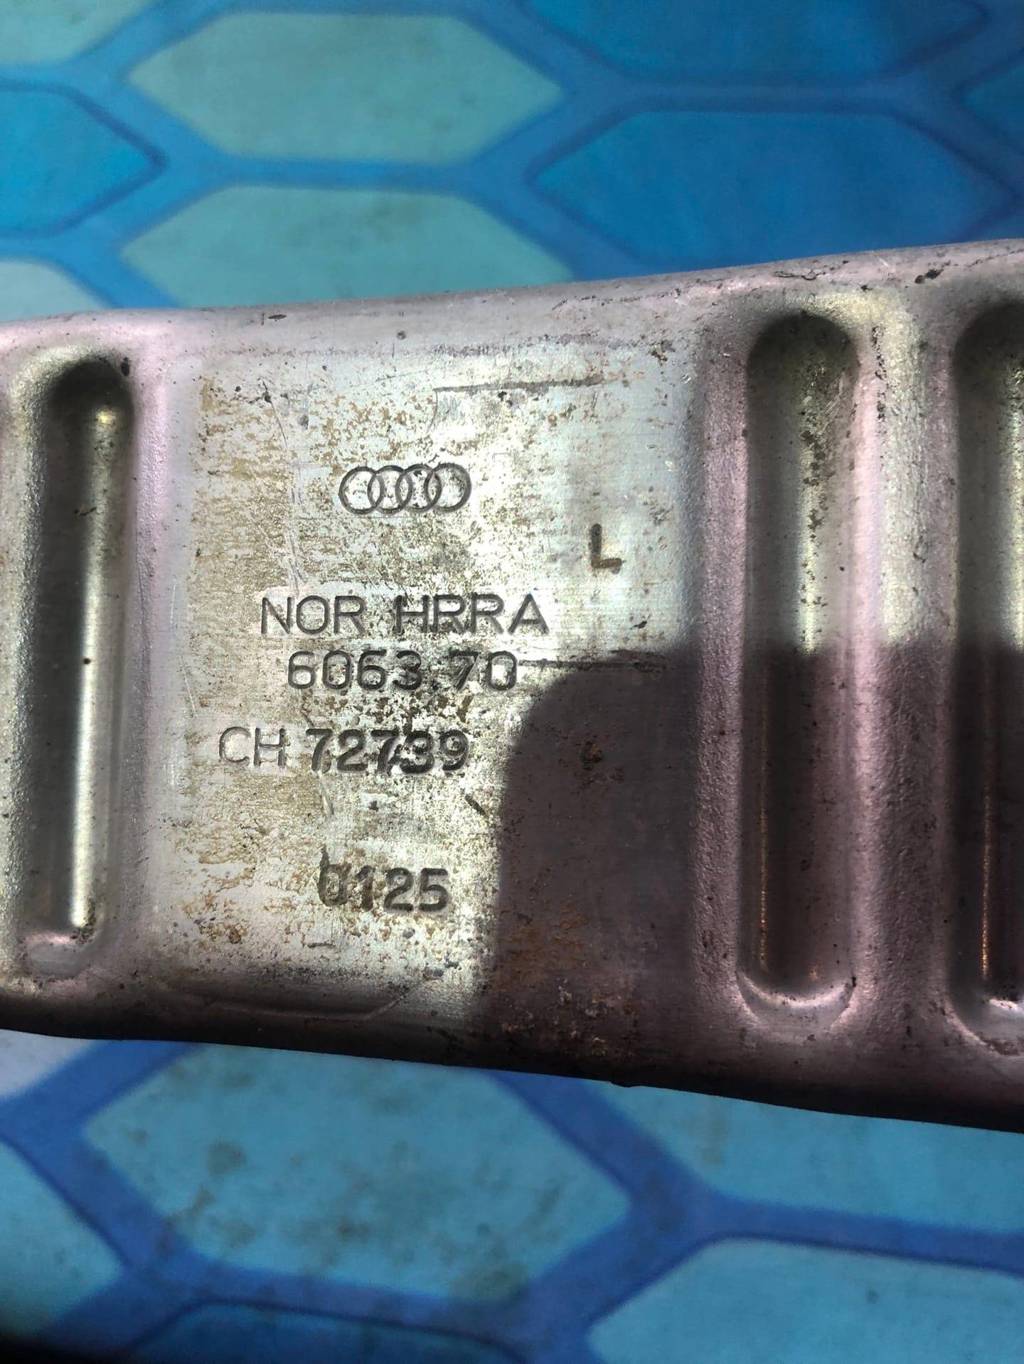 L
NOR HRRA
6063.70
CH 72739
0125